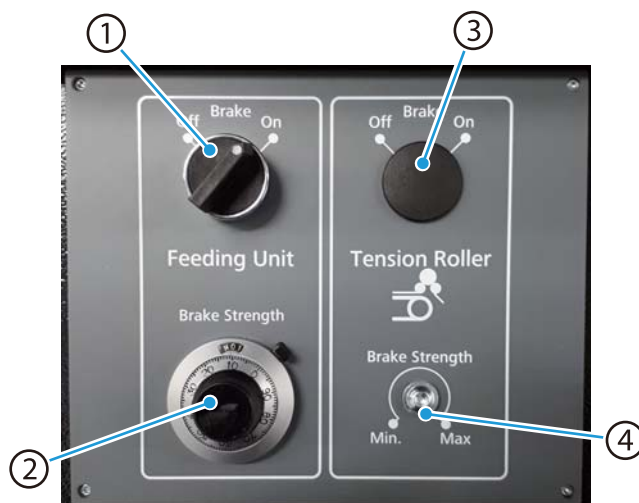 1
3
Brake
Off
On
Brake
Off
On
Feeding Unit
Tension Roller
Brake Strength
Brake Strength
Min.
Max
2
4